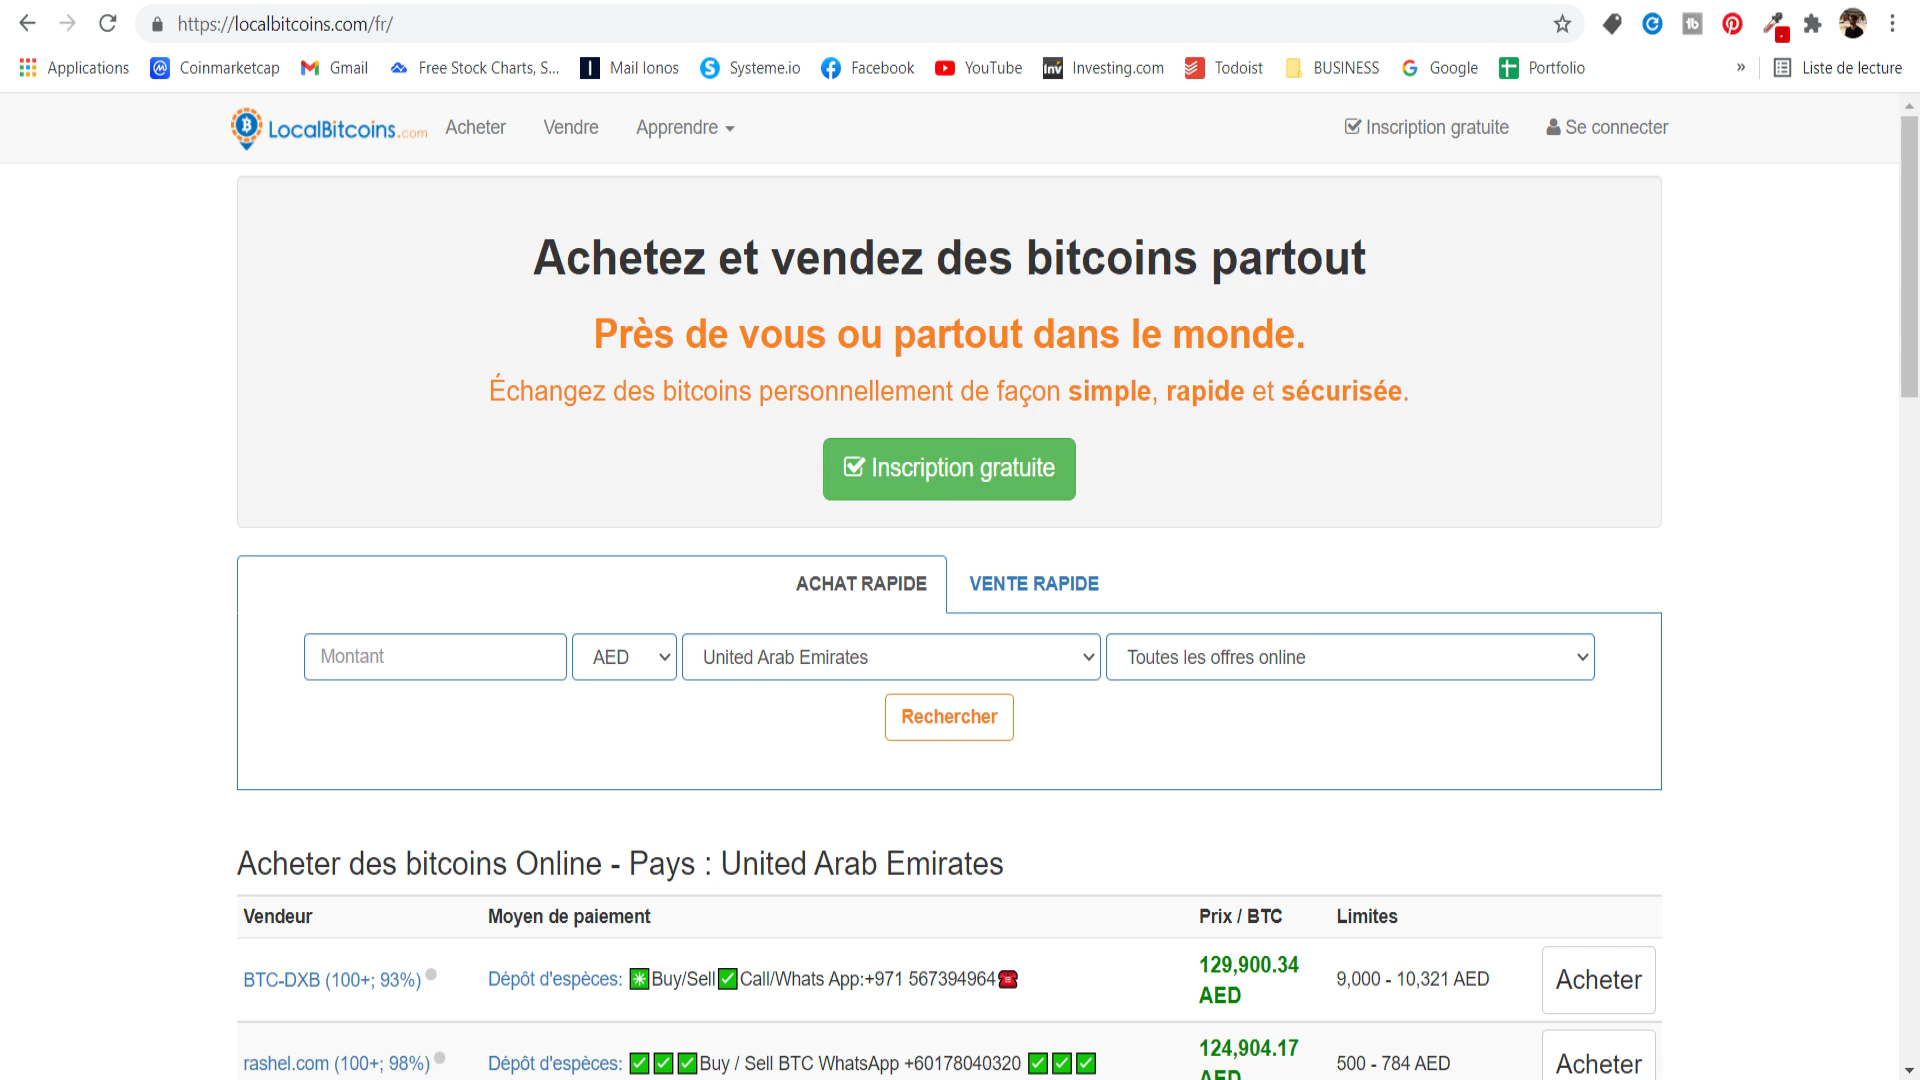 https://localbitcoins.com/fr/
Applications Coinmarketcap Gmail Free Stock Charts, S... Mail Ionos Systeme.io Facebook YouTube Investing.com Todoist BUSINESS Google Portfolio » Liste de lecture
LocalBitcoins.com Acheter Vendre Apprendre Inscription gratuite Se connecter
Achetez et vendez des bitcoins partout
Près de vous ou partout dans le monde.
Échangez des bitcoins personnellement de façon simple, rapide et sécurisée.
Inscription gratuite
ACHAT RAPIDE VENTE RAPIDE
Montant AED United Arab Emirates Toutes les offres online
Rechercher
Acheter des bitcoins Online - Pays : United Arab Emirates
Vendeur Moyen de paiement Prix / BTC Limites
BTC-DXB (100+; 93%) Dépôt d'espèces: ✳️Buy/Sell✅Call/Whats App:+971 567394964☎️ 129,900.34 AED 9,000 - 10,321 AED Acheter
rashel.com (100+; 98%) Dépôt d'espèces: ✅✅✅Buy / Sell BTC WhatsApp +60178040320 ✅✅✅ 124,904.17 AED 500 - 784 AED Acheter